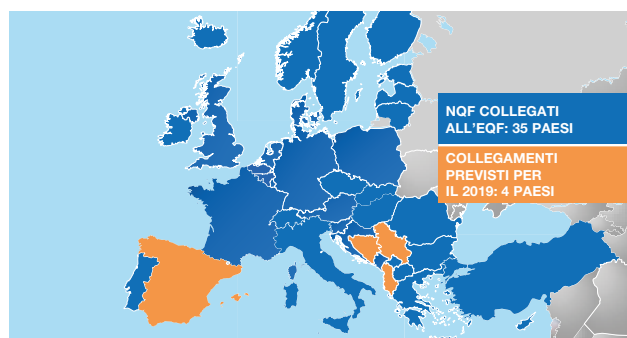 NQF COLLEGATI
ALL'EQF: 35 PAESI
COLLEGAMENTI
PREVISTI PER
IL 2019: 4 PAESI